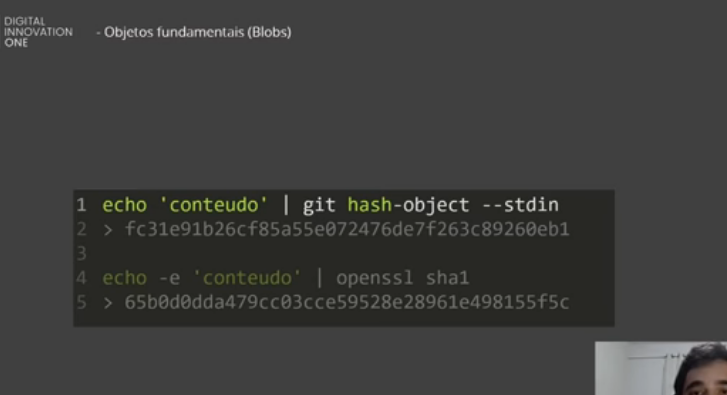 DIGITAL
INNOVATION
ONE
- Objetos fundamentais (Blobs)
1 echo 'conteudo' | git hash-object --stdin
2 > fc31e91b26cf85a55e072476de7f263c89260eb1
3
4 echo -e 'conteudo' | openssl sha1
5 > 65b0d0dda479cc03cce59528e28961e498155f5c